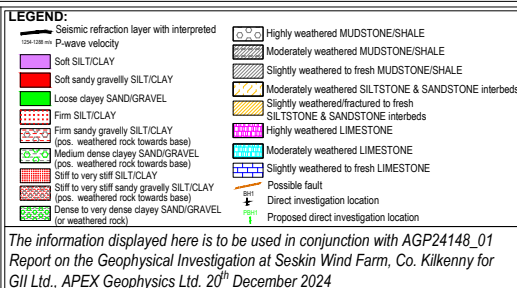 LEGEND:
Seismic refraction layer with interpreted
1254-1288 m/s P-wave velocity
Soft SILT/CLAY
Soft sandy gravellly SILT/CLAY
Loose clayey SAND/GRAVEL
Firm SILT/CLAY
Firm sandy gravelly SILT/CLAY
(pos. weathered rock towards base)
Medium dense clayey SAND/GRAVEL
(pos. weathered rock towards base)
Stiff to very stiff SILT/CLAY
Stiff to very stiff sandy gravelly SILT/CLAY
(pos. weathered rock towards base)
Dense to very dense clayey SAND/GRAVEL
(or weathered rock)
Highly weathered MUDSTONE/SHALE
Moderately weathered MUDSTONE/SHALE
Slightly weathered to fresh MUDSTONE/SHALE
Moderately weathered SILTSTONE & SANDSTONE interbeds
Slightly weathered/fractured to fresh
SILTSTONE & SANDSTONE interbeds
Highly weathered LIMESTONE
Moderately weathered LIMESTONE
Slightly weathered to fresh LIMESTONE
Possible fault
BH1
Direct investigation location
PBH1
Proposed direct investigation location
The information displayed here is to be used in conjunction with AGP24148_01
Report on the Geophysical Investigation at Seskin Wind Farm, Co. Kilkenny for
GII Ltd., APEX Geophysics Ltd. 20th December 2024